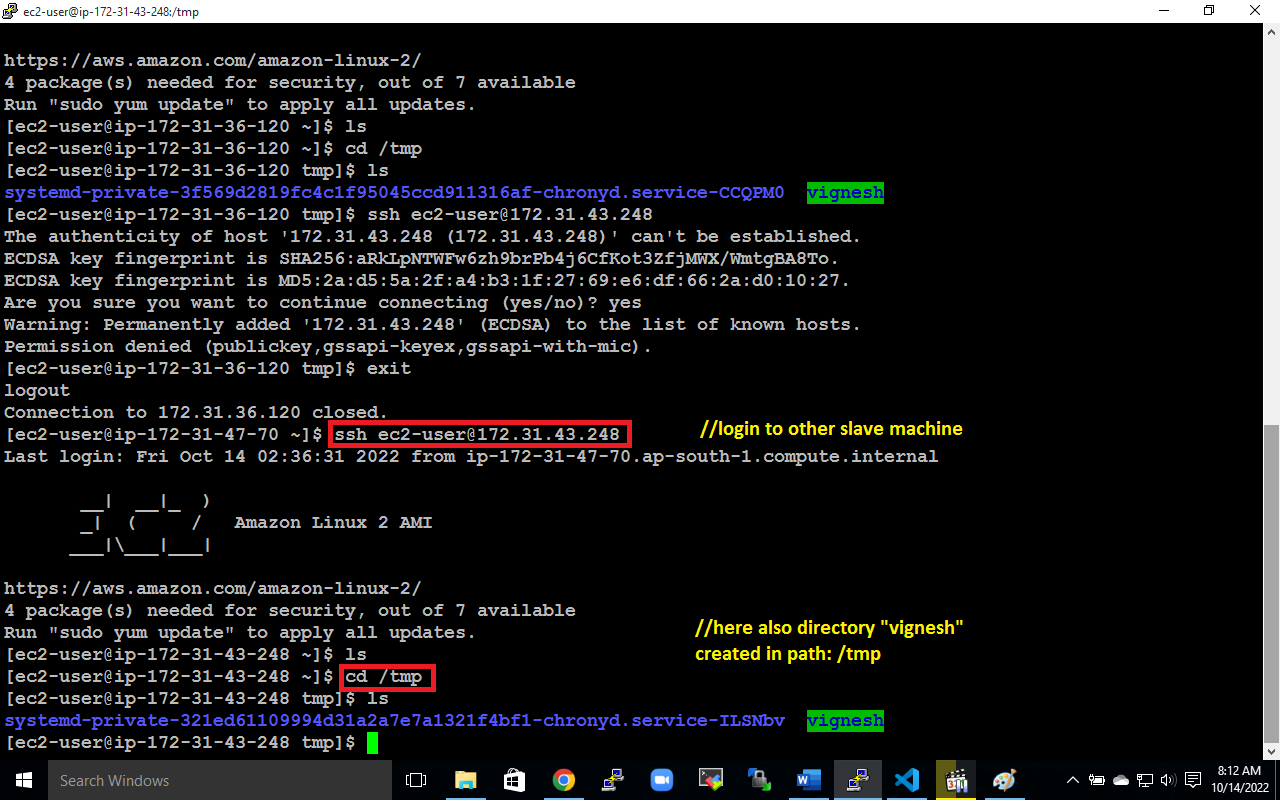 ec2-user@ip-172-31-43-248:/tmp
https://aws.amazon.com/amazon-linux-2/
4 package(s) needed for security, out of 7 available
Run "sudo yum update" to apply all updates.
[ec2-user@ip-172-31-36-120 ~]$ ls
[ec2-user@ip-172-31-36-120 ~]$ cd /tmp
[ec2-user@ip-172-31-36-120 tmp]$ ls
systemd-private-3f569d2819fc4c1f95045ccd911316af-chronyd.service-CCQPM0 vignesh
[ec2-user@ip-172-31-36-120 tmp]$ ssh ec2-user@172.31.43.248
The authenticity of host '172.31.43.248 (172.31.43.248)' can't be established.
ECDSA key fingerprint is SHA256:aRkLpNTWFw6zh9brPb4j6CfKot3ZfjMWX/WmtgBA8To.
ECDSA key fingerprint is MD5:2a:d5:5a:2f:a4:b3:1f:27:69:e6:df:66:2a:d0:10:27.
Are you sure you want to continue connecting (yes/no)? yes
Warning: Permanently added '172.31.43.248' (ECDSA) to the list of known hosts.
Permission denied (publickey,gssapi-keyex,gssapi-with-mic).
[ec2-user@ip-172-31-36-120 tmp]$ exit
logout
Connection to 172.31.36.120 closed.
[ec2-user@ip-172-31-47-70 ~]$ ssh ec2-user@172.31.43.248 //login to other slave machine
Last login: Fri Oct 14 02:36:31 2022 from ip-172-31-47-70.ap-south-1.compute.internal
__| __|_ )
_| ( / Amazon Linux 2 AMI
___|\___|___|
https://aws.amazon.com/amazon-linux-2/
4 package(s) needed for security, out of 7 available
Run "sudo yum update" to apply all updates.
//here also directory "vignesh"
created in path: /tmp
[ec2-user@ip-172-31-43-248 ~]$ ls
[ec2-user@ip-172-31-43-248 ~]$ cd /tmp
[ec2-user@ip-172-31-43-248 tmp]$ ls
systemd-private-321ed61109994d31a2a7e7a1321f4bf1-chronyd.service-ILSNbv vignesh
[ec2-user@ip-172-31-43-248 tmp]$
Search Windows
8:12 AM
10/14/2022